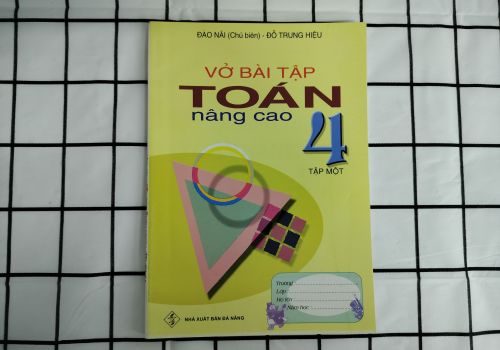 ĐÀO NÃI (Chủ biên) - ĐỖ TRUNG HIỆU
VỞ BÀI TẬP
TOÁN
nâng cao
4
TẬP MỘT
Trường:
Lớp:
Họ tên:
Năm học:
NHÀ XUẤT BẢN ĐÀ NẴNG